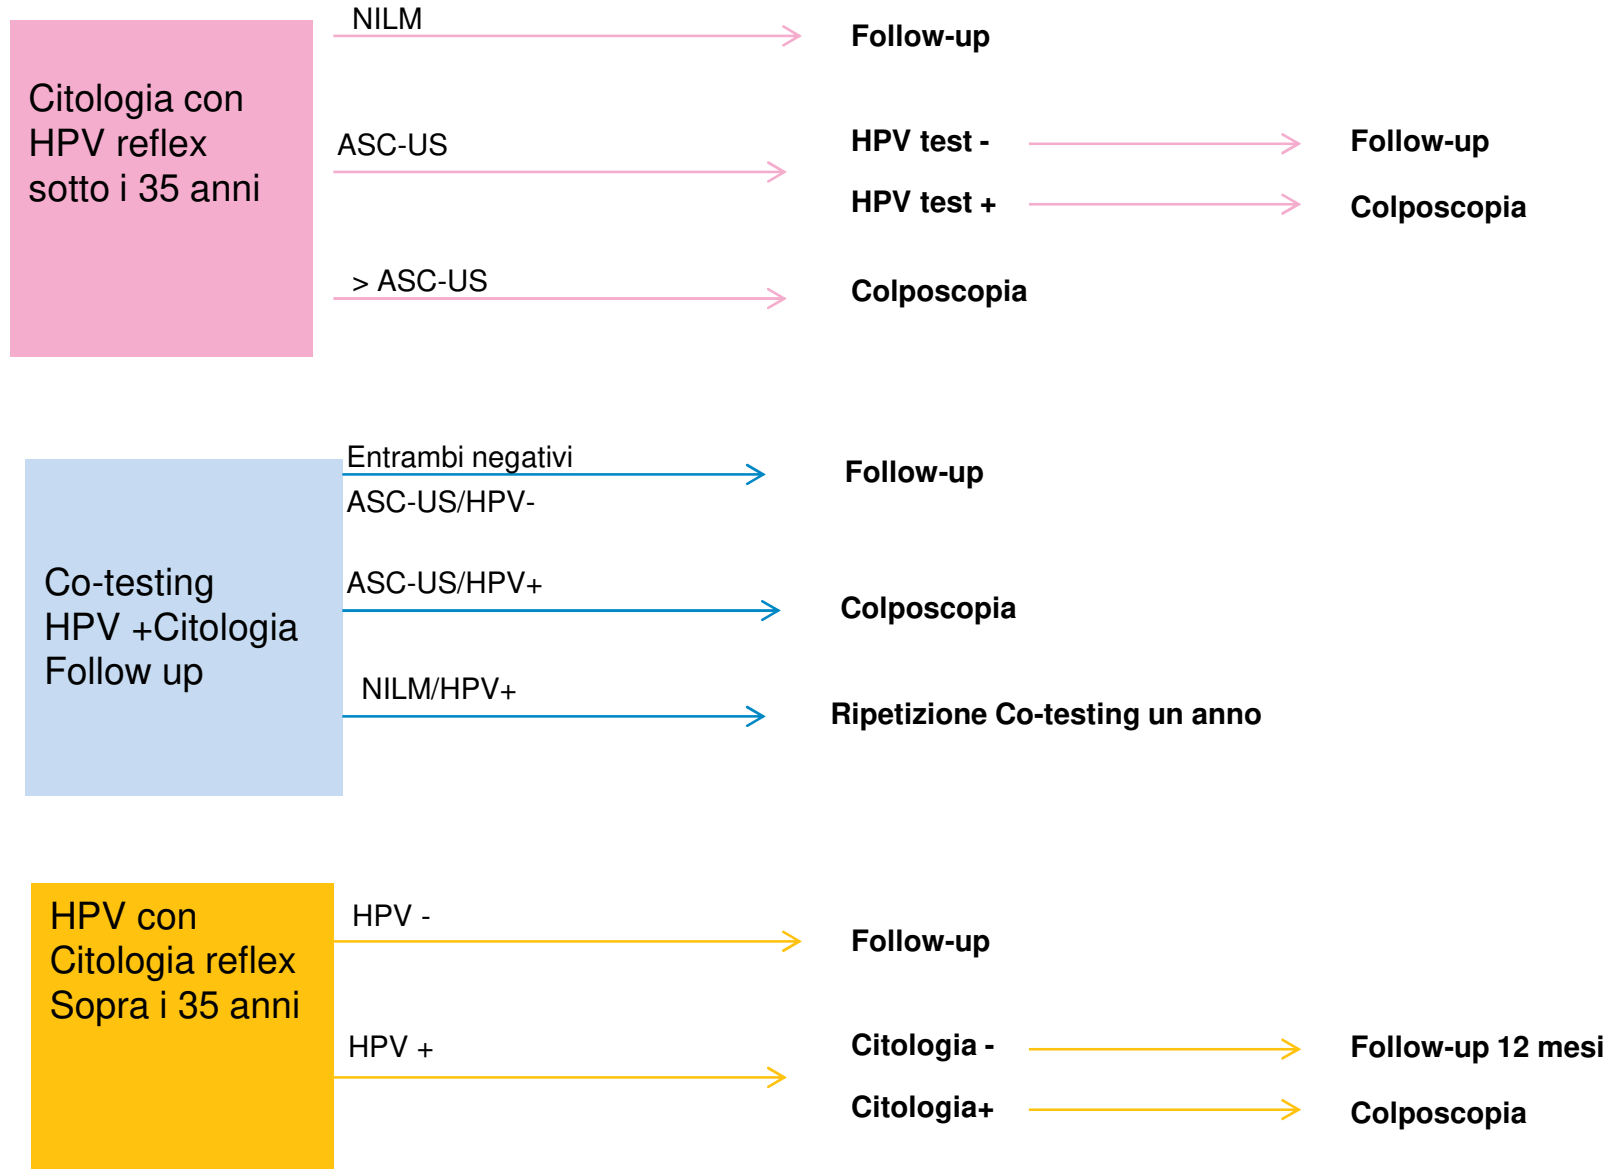 Citologia con
HPV reflex
sotto i 35 anni
NILM
Follow-up
ASC-US
HPV test -
Follow-up
HPV test +
Colposcopia
> ASC-US
Colposcopia
Co-testing
HPV +Citologia
Follow up
Entrambi negativi
Follow-up
ASC-US/HPV-
ASC-US/HPV+
Colposcopia
NILM/HPV+
Ripetizione Co-testing un anno
HPV con
Citologia reflex
Sopra i 35 anni
HPV -
Follow-up
HPV +
Citologia -
Follow-up 12 mesi
Citologia+
Colposcopia